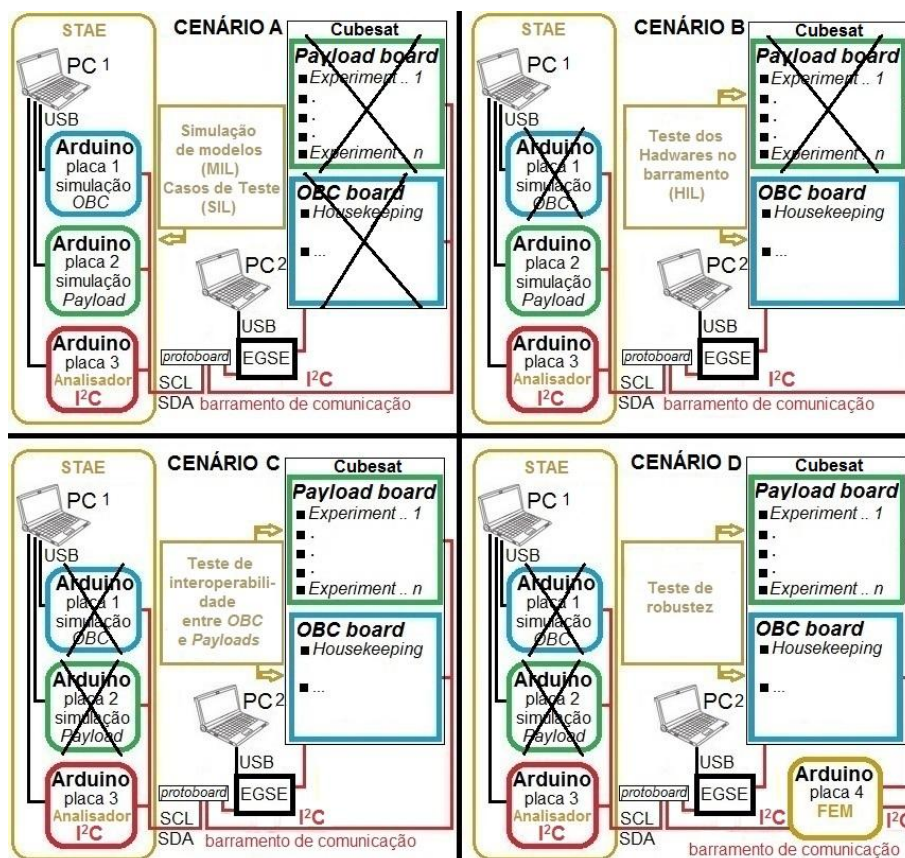 STAE
CENÁRIO A
Cubesat
Payload board
Experiment .. 1
.
.
.
Experiment .. n
OBC board
Housekeeping
...
PC 1
USB
Arduino
placa 1
simulação
OBC
Arduino
placa 2
simulação
Payload
Arduino
placa 3
Analisador
I²C
Simulação
de modelos
(MIL)
Casos de Teste
(SIL)
PC 2
USB
protoboard
EGSE
SCL
SDA
I²C
barramento de comunicação
STAE
CENÁRIO B
Cubesat
Payload board
Experiment .. 1
.
.
.
Experiment .. n
OBC board
Housekeeping
...
PC 1
USB
Arduino
placa 1
simulação
OBC
Arduino
placa 2
simulação
Payload
Arduino
placa 3
Analisador
I²C
Teste dos
Hadwares no
barramento
(HIL)
PC 2
USB
protoboard
EGSE
SCL
SDA
I²C
barramento de comunicação
STAE
CENÁRIO C
Cubesat
Payload board
Experiment .. 1
.
.
.
Experiment .. n
OBC board
Housekeeping
...
PC 1
USB
Arduino
placa 1
simulação
OBC
Arduino
placa 2
simulação
Payload
Arduino
placa 3
Analisador
I²C
Teste de
interoperabili-
dade
entre OBC
e Payloads
PC 2
USB
protoboard
EGSE
SCL
SDA
I²C
barramento de comunicação
STAE
CENÁRIO D
Cubesat
Payload board
Experiment .. 1
.
.
.
Experiment .. n
OBC board
Housekeeping
...
PC 1
USB
Arduino
placa 1
simulação
OBC
Arduino
placa 2
simulação
Payload
Arduino
placa 3
Analisador
I²C
Teste de
robustez
PC 2
USB
protoboard
EGSE
SCL
SDA
I²C
Arduino
placa 4
FEM
I²C
barramento de comunicação